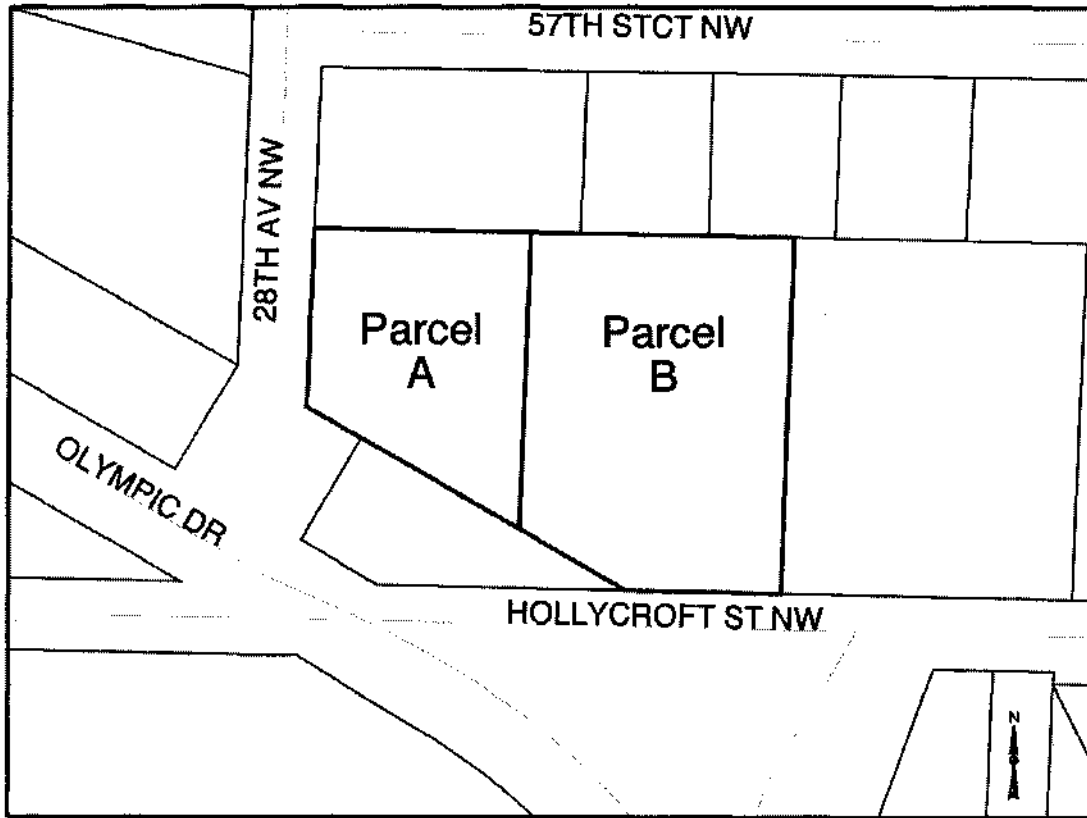 57TH STCT NW
28TH AV NW
Parcel
A
Parcel
B
OLYMPIC DR
HOLLYCROFT ST NW
N